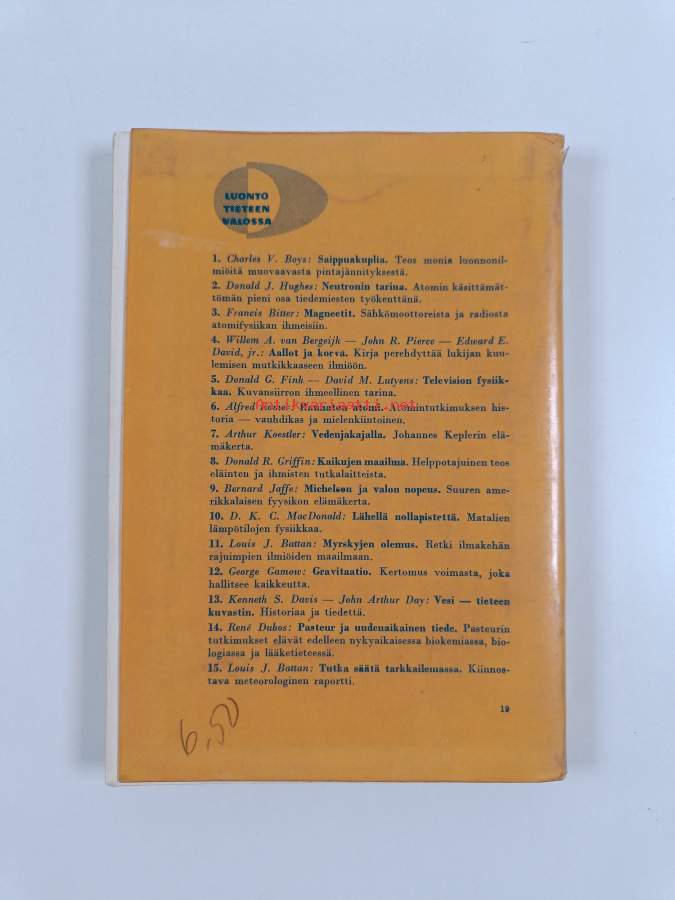 LUONTO
TIETEEN
VALOSSA
1. Charles V. Boys: Saippuakuplia. Teos monia luonnonil-
miöitä muovaavasta pintajännityksestä.
2. Donald J. Hughes: Neutronin tarina. Atomin käsittämät-
tömän pieni osa tiedemiesten työkenttänä.
3. Francis Bitter: Magneetit. Sähkömoottoreista ja radiosta
atomifysiikan ihmeisiin.
4. Willem A. van Bergeijk — John R. Pierce — Edward E.
David, jr.: Aallot ja korva. Kirja perehdyttää lukijan kuu-
lemisen mutkikkaaseen ilmiöön.
5. Donald G. Fink — David M. Lutyens: Television fysiik-
kaa. Kuvansiirron ihmeellinen tarina.
Antikvariaatti.net
6. Alfred Romer: atomi. Atomintutkimuksen his-
toria — vauhdikas ja mielenkiintoinen.
7. Arthur Koestler: Vedenjakajalla. Johannes Keplerin elä-
mäkerta.
8. Donald R. Griffin: Kaikujen maailma. Helppotajuinen teos
eläinten ja ihmisten tutkalaitteista.
9. Bernard Jaffe: Michelson ja valon nopeus. Suuren ame-
rikkalaisen fyysikon elämäkerta.
10. D. K. C. MacDonald: Lähellä nollapistettä. Matalien
lämpötilojen fysiikkaa.
11. Louis J. Battan: Myrskyjen olemus. Retki ilmakehän
rajuimpien ilmiöiden maailmaan.
12. George Gamow: Gravitaatio. Kertomus voimasta, joka
hallitsee kaikkeutta.
13. Kenneth S. Davis — John Arthur Day: Vesi — tieteen
kuvastin. Historiaa ja tiedettä.
14. René Dubos: Pasteur ja uudenaikainen tiede. Pasteurin
tutkimukset elävät edelleen nykyaikaisessa biokemiassa, bio-
logiassa ja lääketieteessä.
15. Louis J. Battan: Tutka säätä tarkkailemassa. Kiinnos-
tava meteorologinen raportti.
19
6,50